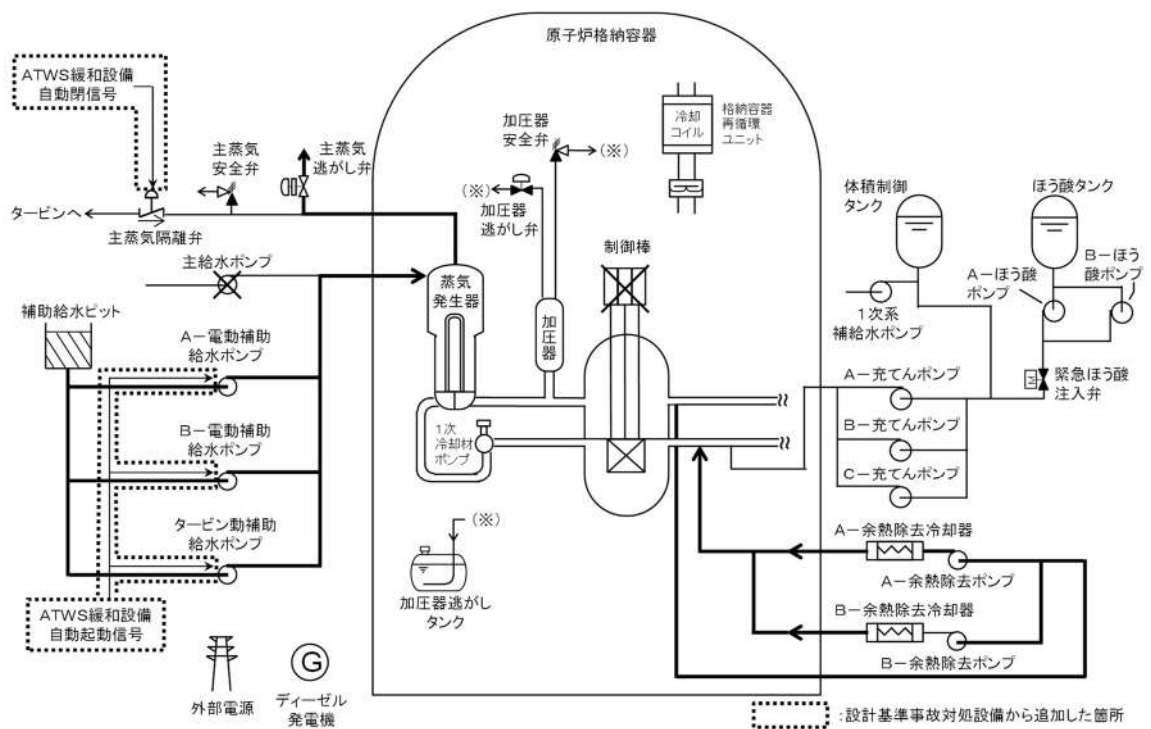 原子炉格納容器
ATWS緩和設備
自動閉信号
主蒸気
安全弁
主蒸気
逃がし弁
タービンへ
主蒸気隔離弁
主給水ポンプ
補助給水ピット
A－電動補助
給水ポンプ
B－電動補助
給水ポンプ
タービン動補助
給水ポンプ
ATWS緩和設備
自動起動信号
外部電源
G
ディーゼル
発電機
加圧器
安全弁
(※)
(※)
加圧器
逃がし弁
冷却
コイル
格納容器
再循環
ユニット
制御棒
蒸気
発生器
加圧器
1次
冷却材
ポンプ
(※)
加圧器逃がし
タンク
体積制御
タンク
ほう酸タンク
1次系
補給水ポンプ
A－ほう酸
ポンプ
B－ほう
酸ポンプ
M
緊急ほう酸
注入弁
A－充てんポンプ
B－充てんポンプ
C－充てんポンプ
A－余熱除去冷却器
A－余熱除去ポンプ
B－余熱除去冷却器
B－余熱除去ポンプ
:設計基準事故対処設備から追加した箇所